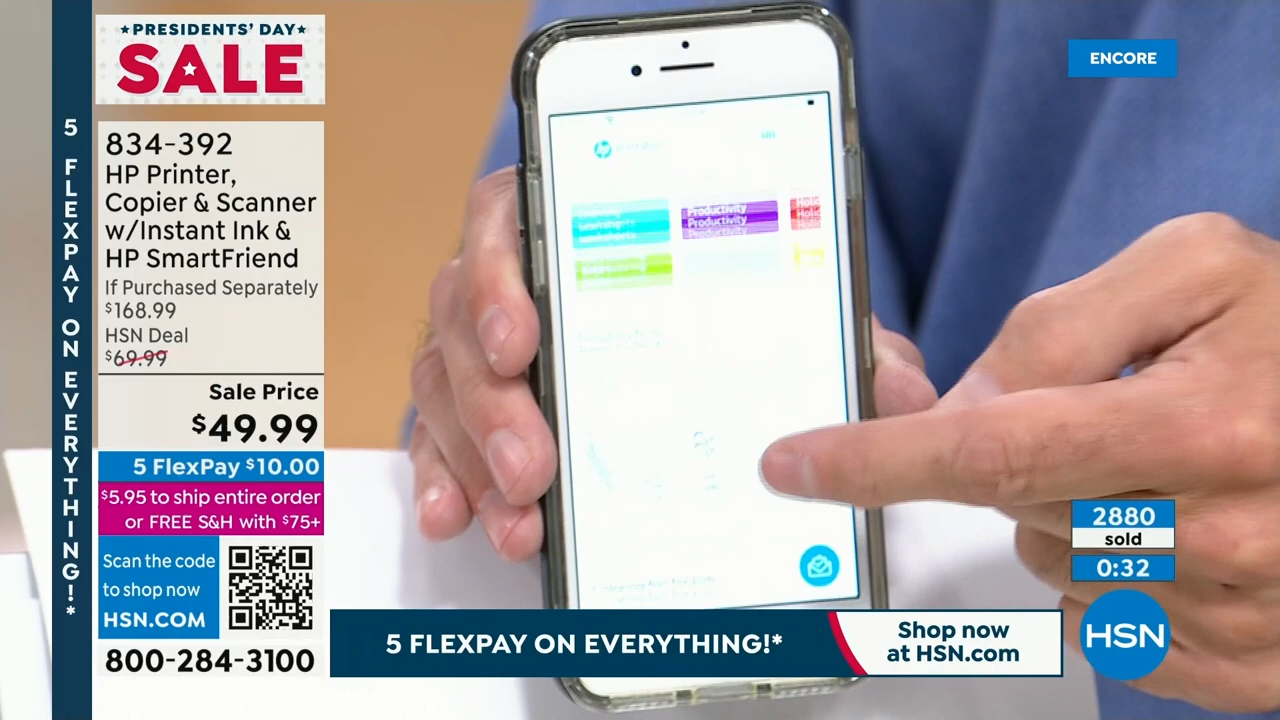 ★PRESIDENTS' DAY★
SALE
5 FLEXPAY ON EVERYTHING!*
834-392
HP Printer,
Copier & Scanner
w/Instant Ink &
HP SmartFriend
If Purchased Separately
$168.99
HSN Deal
$69.99
Sale Price
$49.99
5 FlexPay $10.00
$5.95 to ship entire order
or FREE S&H with $75+
Scan the code
to shop now
HSN.COM
800-284-3100
ENCORE
hp
Productivity
Productivity
Productivity
2880
sold
0:32
HSN
5 FLEXPAY ON EVERYTHING!*
Shop now
at HSN.com